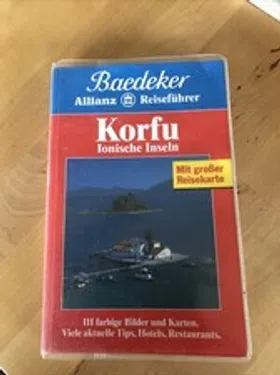 Baedeker
Allianz Reiseführer
Korfu
Ionische Inseln
Mit großer
Reisekarte
111 farbige Bilder und Karten.
Viele aktuelle Tips, Hotels, Restaurants.